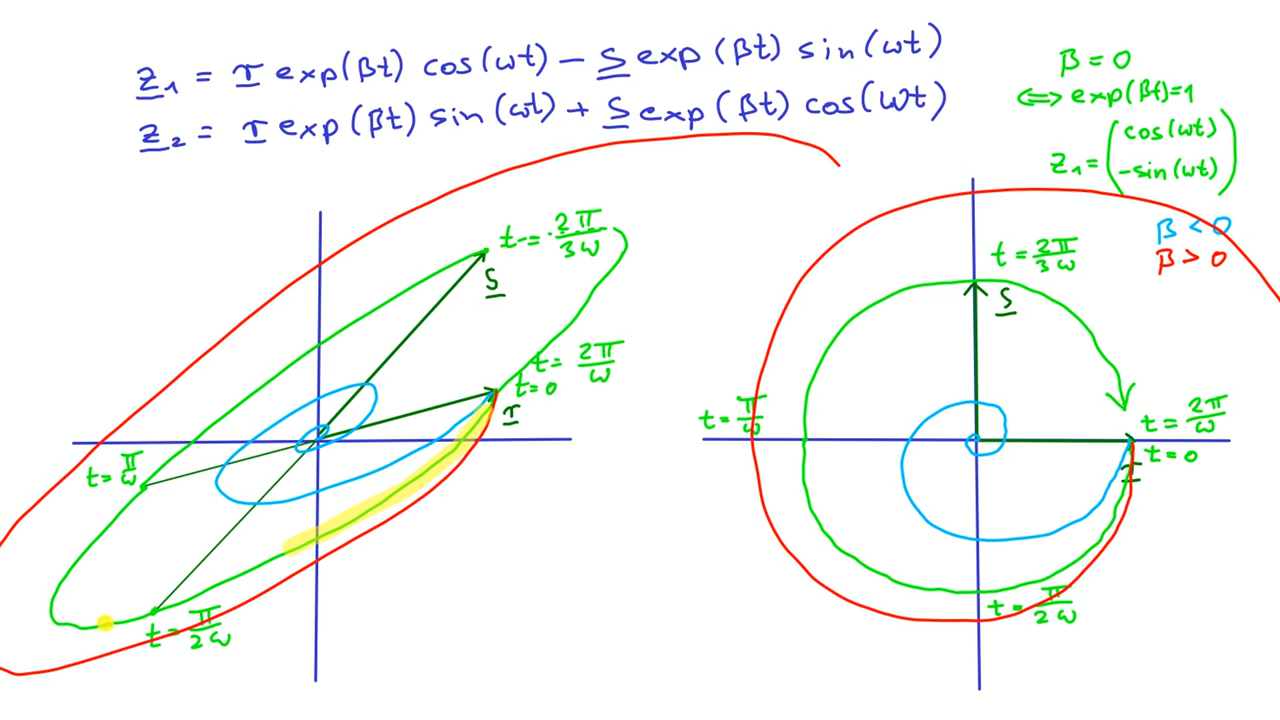 z₁ = r exp(βt) cos(ωt) − s exp(βt) sin(ωt)
z₂ = r exp(βt) sin(ωt) + s exp(βt) cos(ωt)
β = 0
⟺ exp(βt)=1
z₁ = (cos(ωt)
-sin(ωt))
β < 0
β > 0
t = 2π/3ω
s
t = 2π/ω
t=0
r
t = π/ω
t = π/2ω
t = 2π/3ω
s
t = π/ω
t = 2π/ω
t = 0
r
t = π/2ω